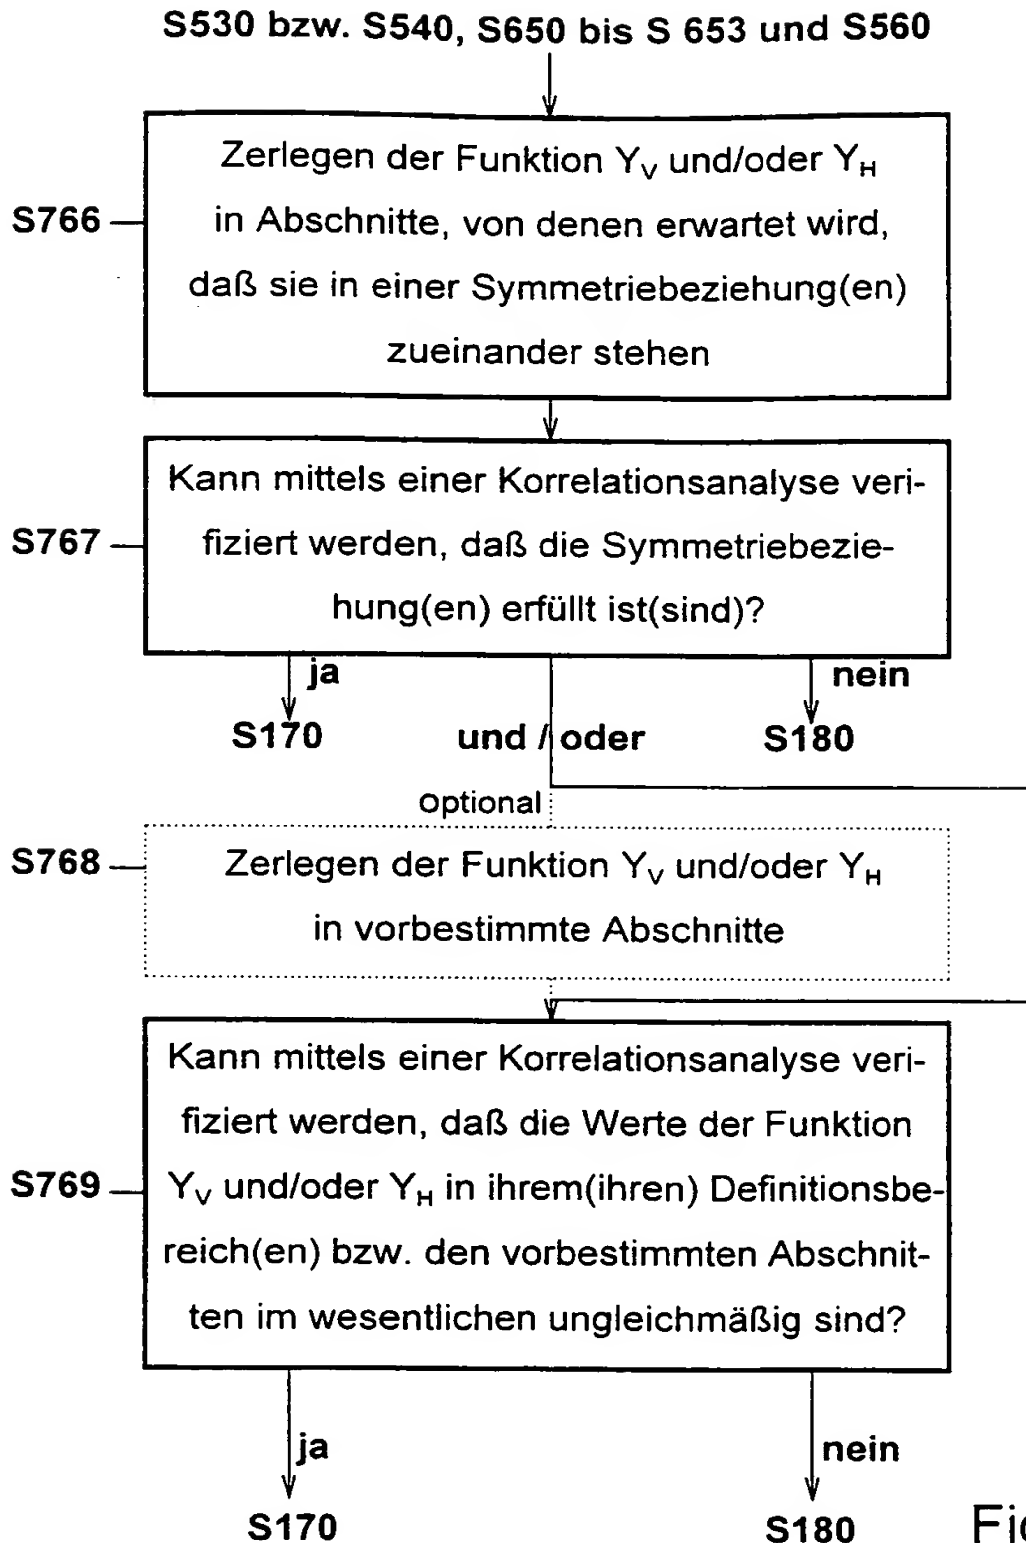 S530 bzw. S540, S650 bis S 653 und S560
Zerlegen der Funktion Y_V und/oder Y_H
S766
in Abschnitte, von denen erwartet wird,
daß sie in einer Symmetriebeziehung(en)
zueinander stehen
Kann mittels einer Korrelationsanalyse veri-
S767
fiziert werden, daß die Symmetriebezie-
hung(en) erfüllt ist(sind)?
ja
nein
S170
und / oder
S180
optional
S768
Zerlegen der Funktion Y_V und/oder Y_H
in vorbestimmte Abschnitte
Kann mittels einer Korrelationsanalyse veri-
fiziert werden, daß die Werte der Funktion
S769
Y_V und/oder Y_H in ihrem(ihren) Definitionsbe-
reich(en) bzw. den vorbestimmten Abschnit-
ten im wesentlichen ungleichmäßig sind?
ja
nein
S170
S180